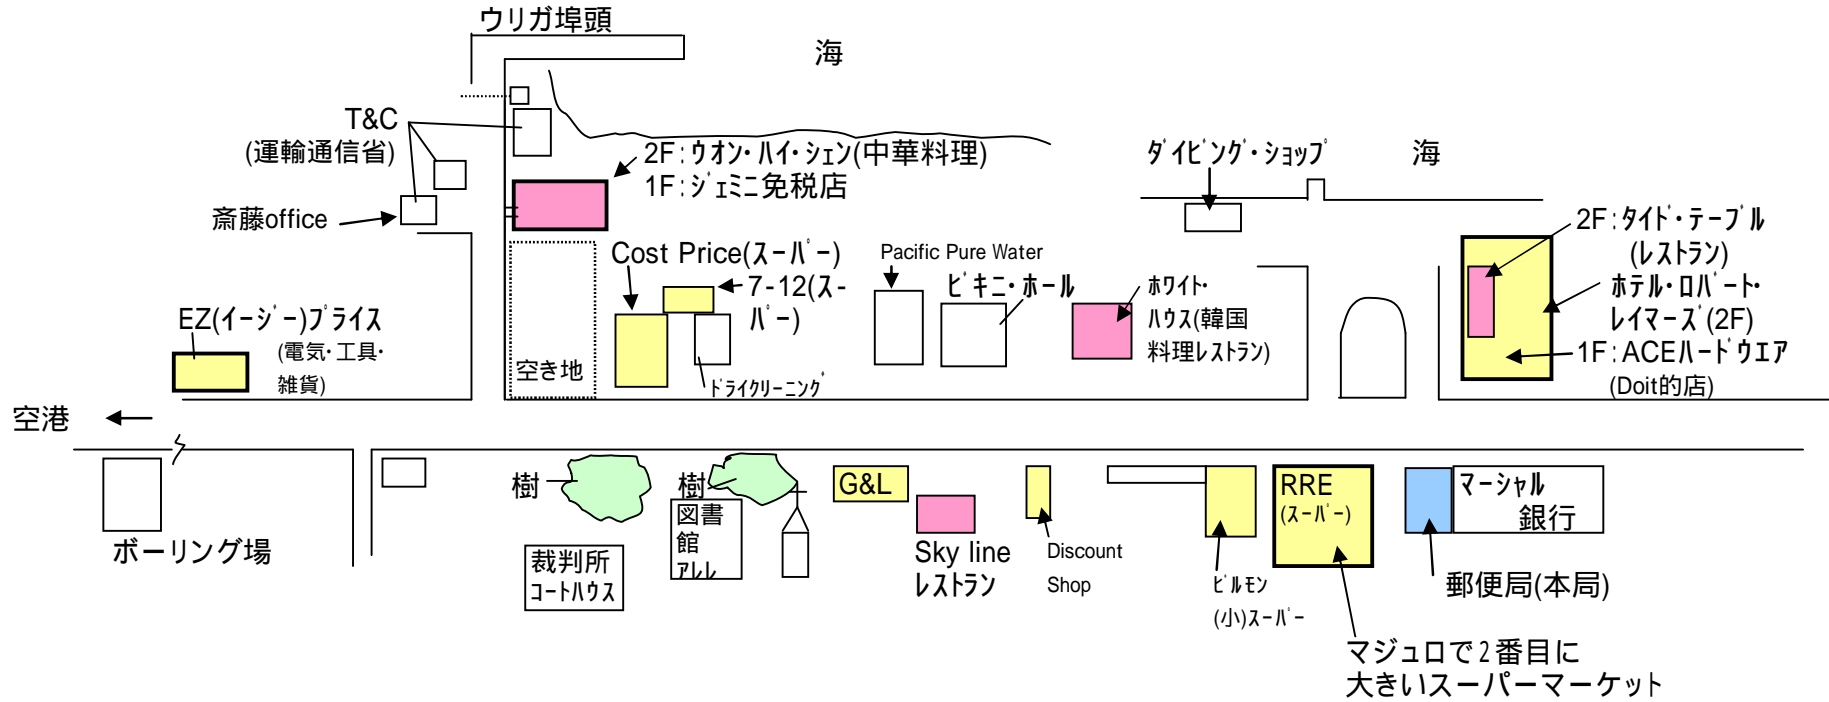 ウリガ埠頭
海
T&C
(運輸通信省)
2F:ウオン・ハイ・シェン(中華料理)
1F:ジェミニ免税店
ダイビング・ショップ
海
斎藤office
2F:タイド・テーブル
(レストラン)
Cost Price(スーパー)
7-12(スー
パー)
Pacific Pure Water
ビキニ・ホール
ホワイト・
ハウス(韓国
料理レストラン)
ホテル・ロバート・
レイマーズ(2F)
1F:ACEハードウエア
(Doit的店)
EZ(イージー)プライス
(電気・工具・
雑貨)
空き地
ドライクリーニング
空港
樹
樹
G&L
RRE
(スーパー)
マーシャル
銀行
図書
館
アレレ
ボーリング場
裁判所
コートハウス
Sky line
レストラン
Discount
Shop
ビルモン
(小)スーパー
郵便局(本局)
マジュロで2番目に
大きいスーパーマーケット